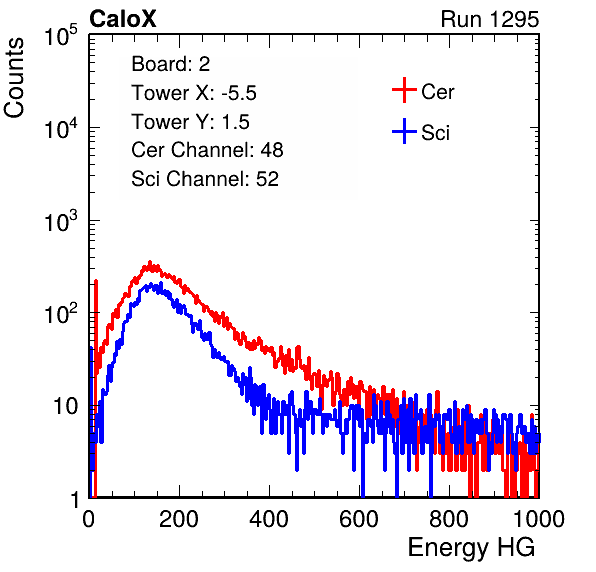 CaloX Run 1295
Counts
10^5
10^4
10^3
10^2
10
1
Board: 2
Tower X: -5.5
Tower Y: 1.5
Cer Channel: 48
Sci Channel: 52
Cer
Sci
0 200 400 600 800 1000
Energy HG